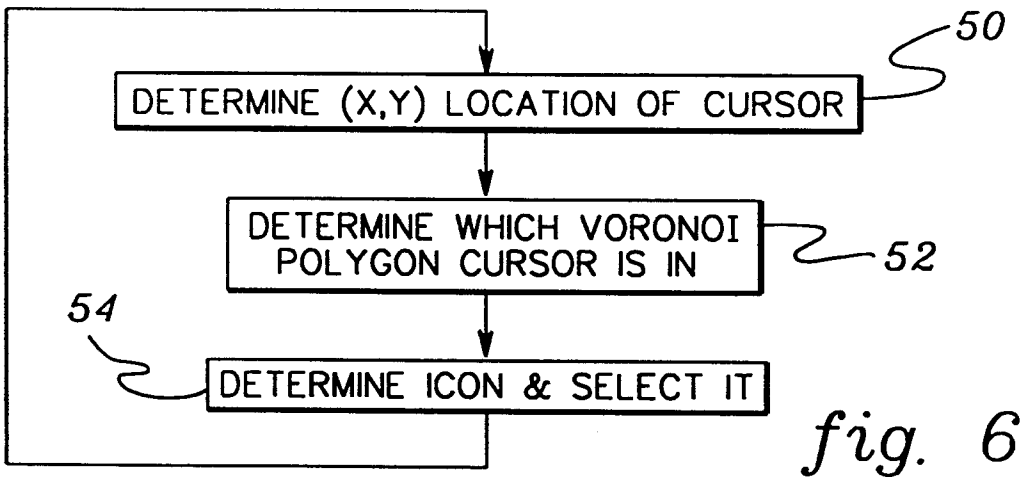 50
DETERMINE (X,Y) LOCATION OF CURSOR
DETERMINE WHICH VORONOI
POLYGON CURSOR IS IN
52
54
DETERMINE ICON & SELECT IT
fig. 6